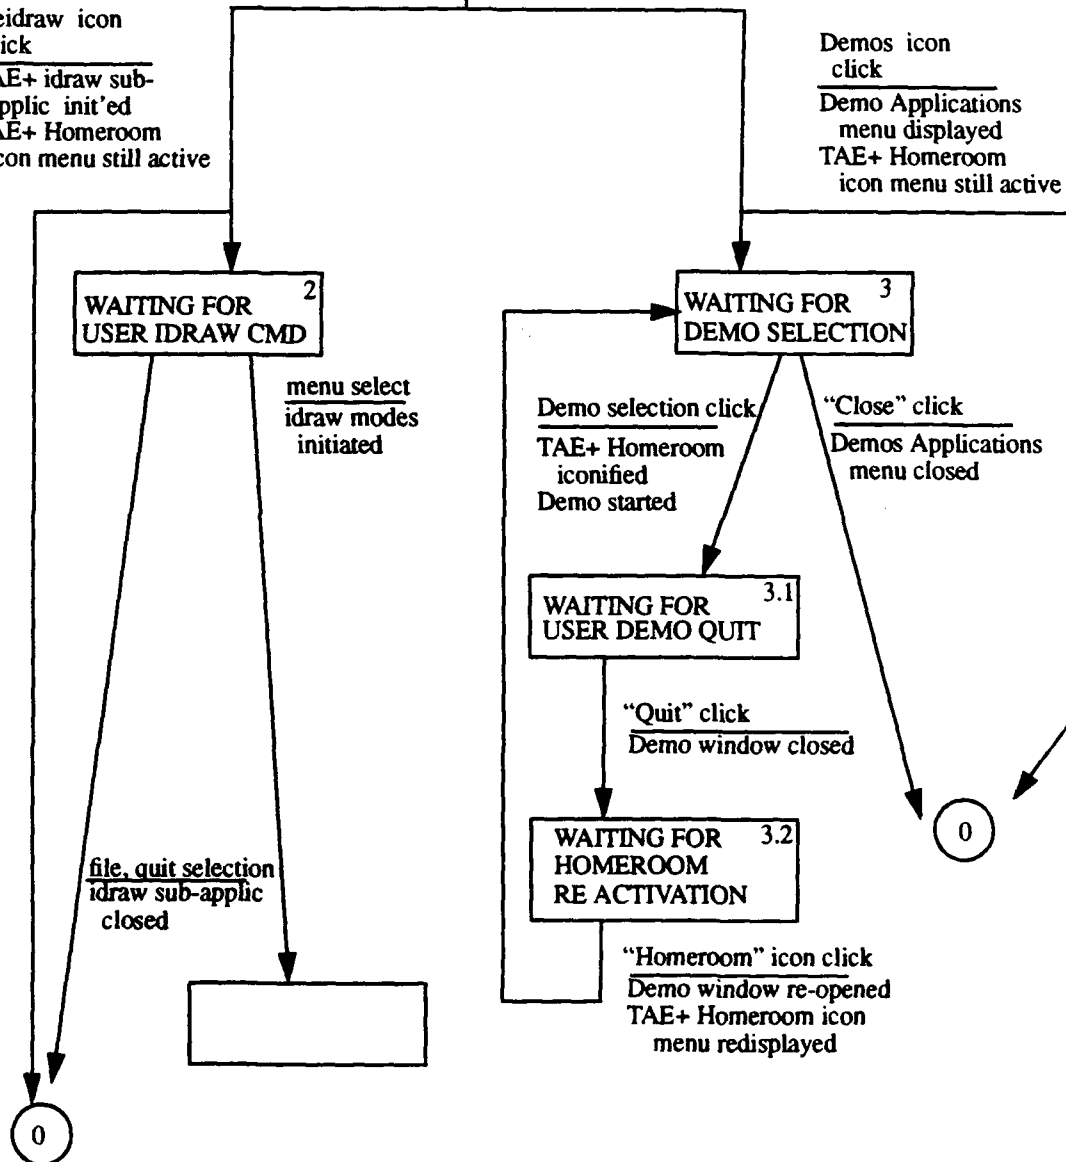 eidraw icon
ick
AE+ idraw sub-
pplic init'ed
AE+ Homeroom
con menu still active
Demos icon
click
Demo Applications
menu displayed
TAE+ Homeroom
icon menu still active
2
WAITING FOR
USER IDRAW CMD
3
WAITING FOR
DEMO SELECTION
menu select
idraw modes
initiated
Demo selection click
TAE+ Homeroom
iconified
Demo started
“Close” click
Demos Applications
menu closed
3.1
WAITING FOR
USER DEMO QUIT
“Quit” click
Demo window closed
0
WAITING FOR 3.2
HOMEROOM
RE ACTIVATION
file, quit selection
idraw sub-applic
closed
“Homeroom” icon click
Demo window re-opened
TAE+ Homeroom icon
menu redisplayed
0